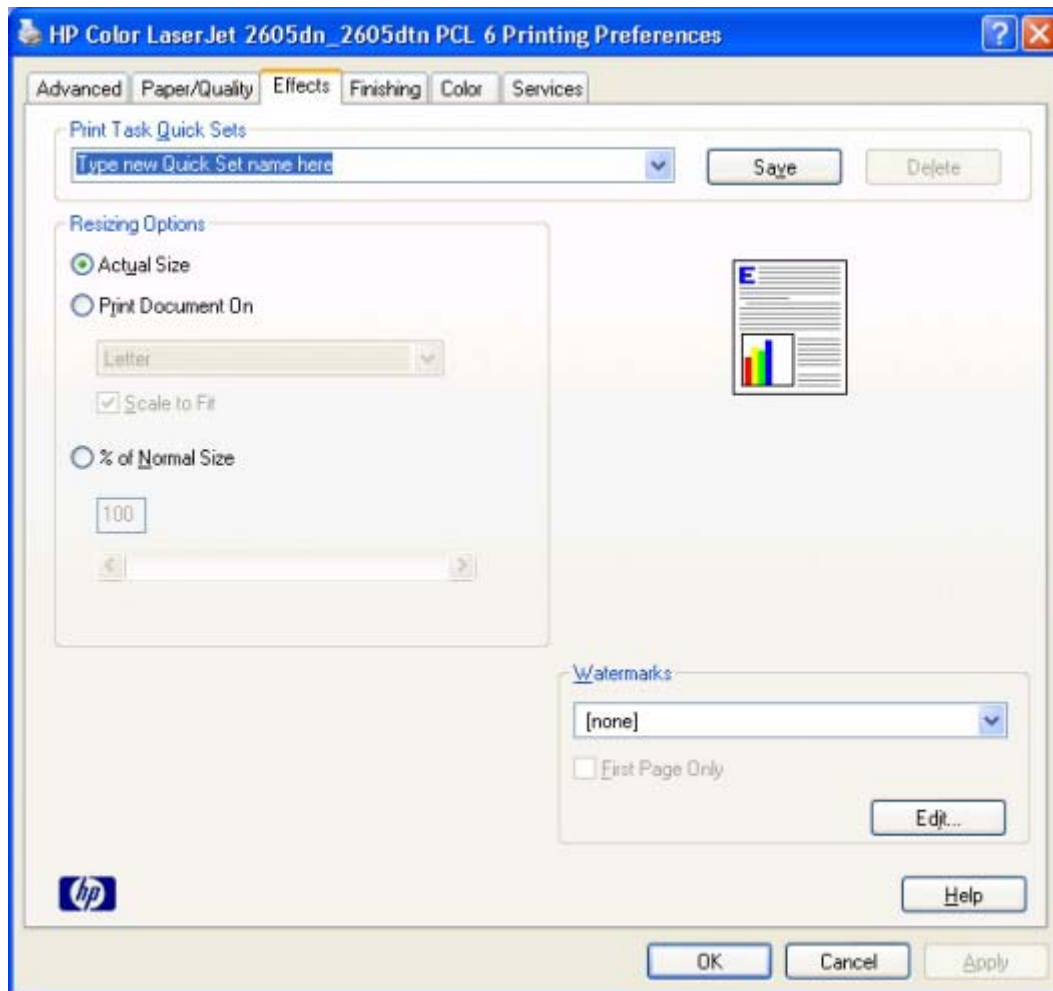 HP Color LaserJet 2605dn_2605dtn PCL 6 Printing Preferences
Advanced Paper/Quality Effects Finishing Color Services
Print Task Quick Sets
Type new Quick Set name here
Save
Delete
Resizing Options
Actual Size
Print Document On
Letter
Scale to Fit
% of Normal Size
100
E
Watermarks
[none]
First Page Only
Edit...
hp
Help
OK
Cancel
Apply